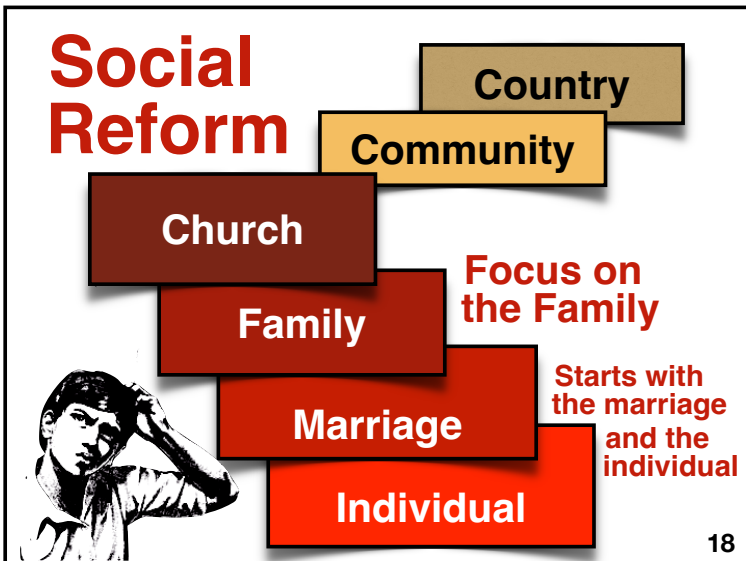 Social
Reform
Country
Community
Church
Family
Focus on
the Family
Marriage
Starts with
the marriage
and the
individual
Individual
18